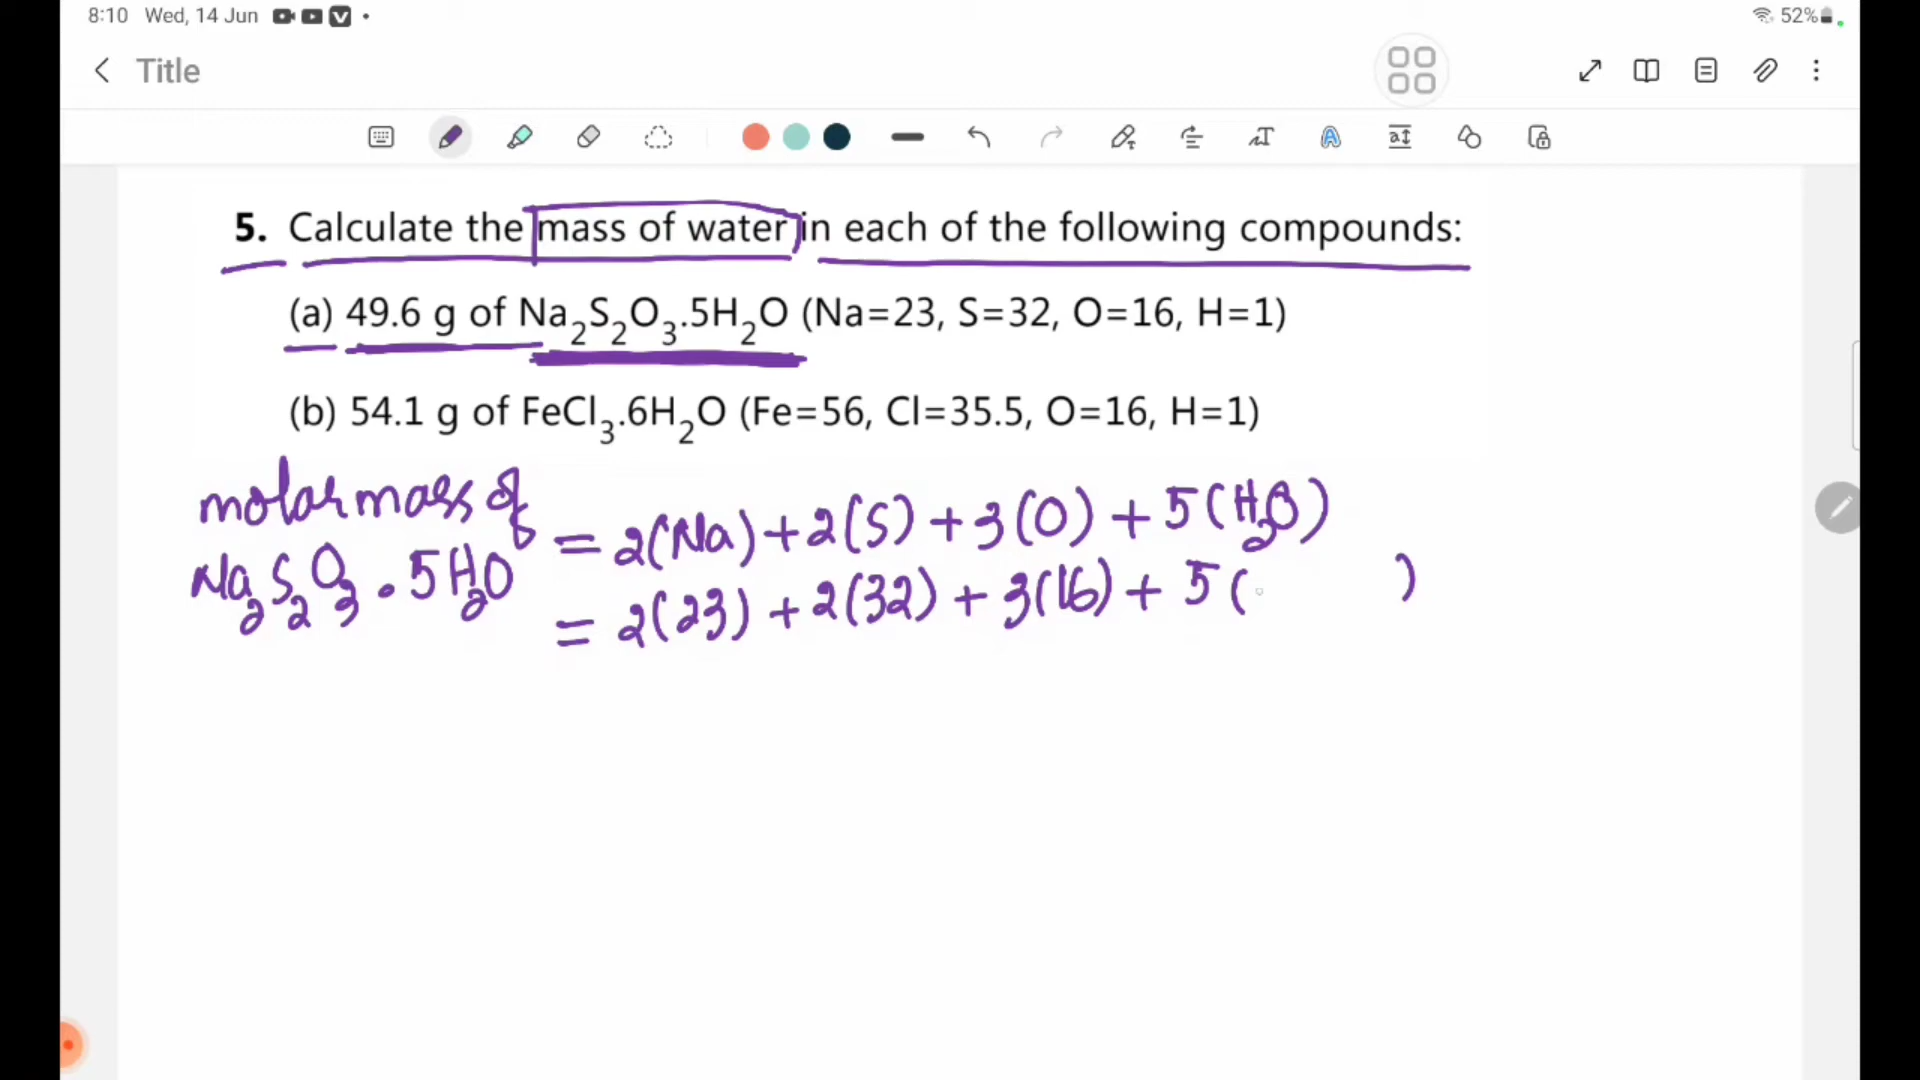 8:10 Wed, 14 Jun
52%
Title
5. Calculate the mass of water in each of the following compounds:
(a) 49.6 g of Na₂S₂O₃.5H₂O (Na=23, S=32, O=16, H=1)
(b) 54.1 g of FeCl₃.6H₂O (Fe=56, Cl=35.5, O=16, H=1)
molar mass of
Na₂S₂O₃.5H₂O
= 2(Na)+2(S)+3(O)+5(H₂O)
= 2(23)+2(32)+3(16)+5( )